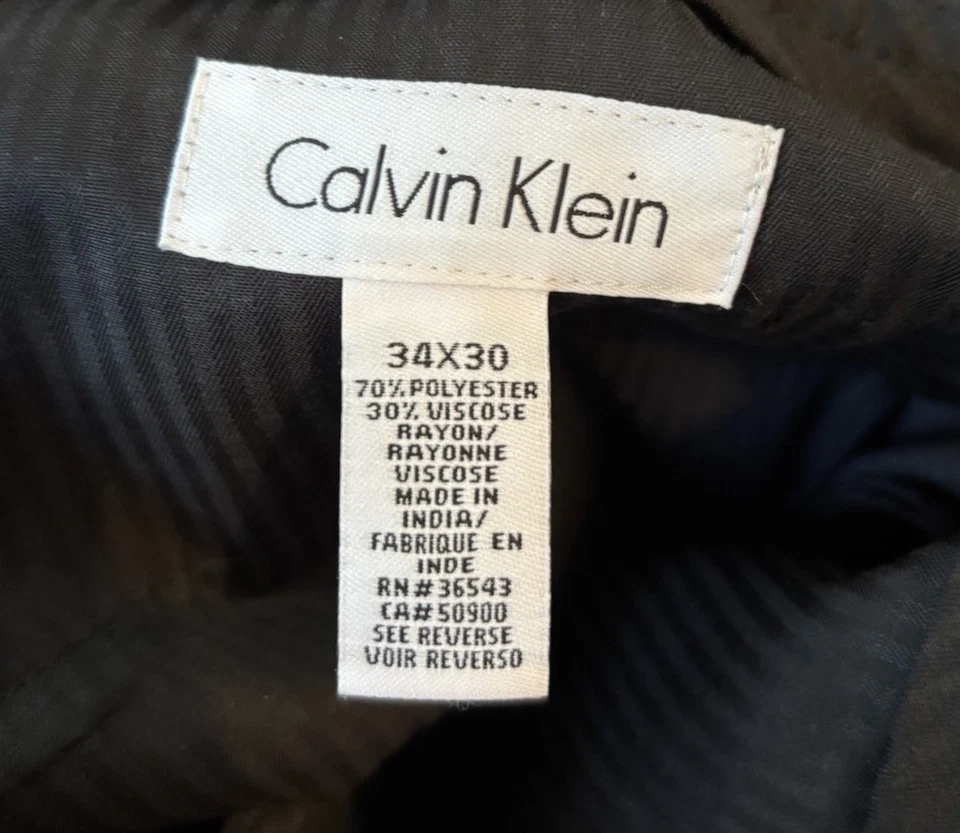 Calvin Klein
34X30
70%POLYESTER
30% VISCOSE
RAYON/
RAYONNE
VISCOSE
MADE IN
INDIA/
FABRIQUE EN
INDE
RN#36543
CA#50900
SEE REVERSE
VOIR REVERSO